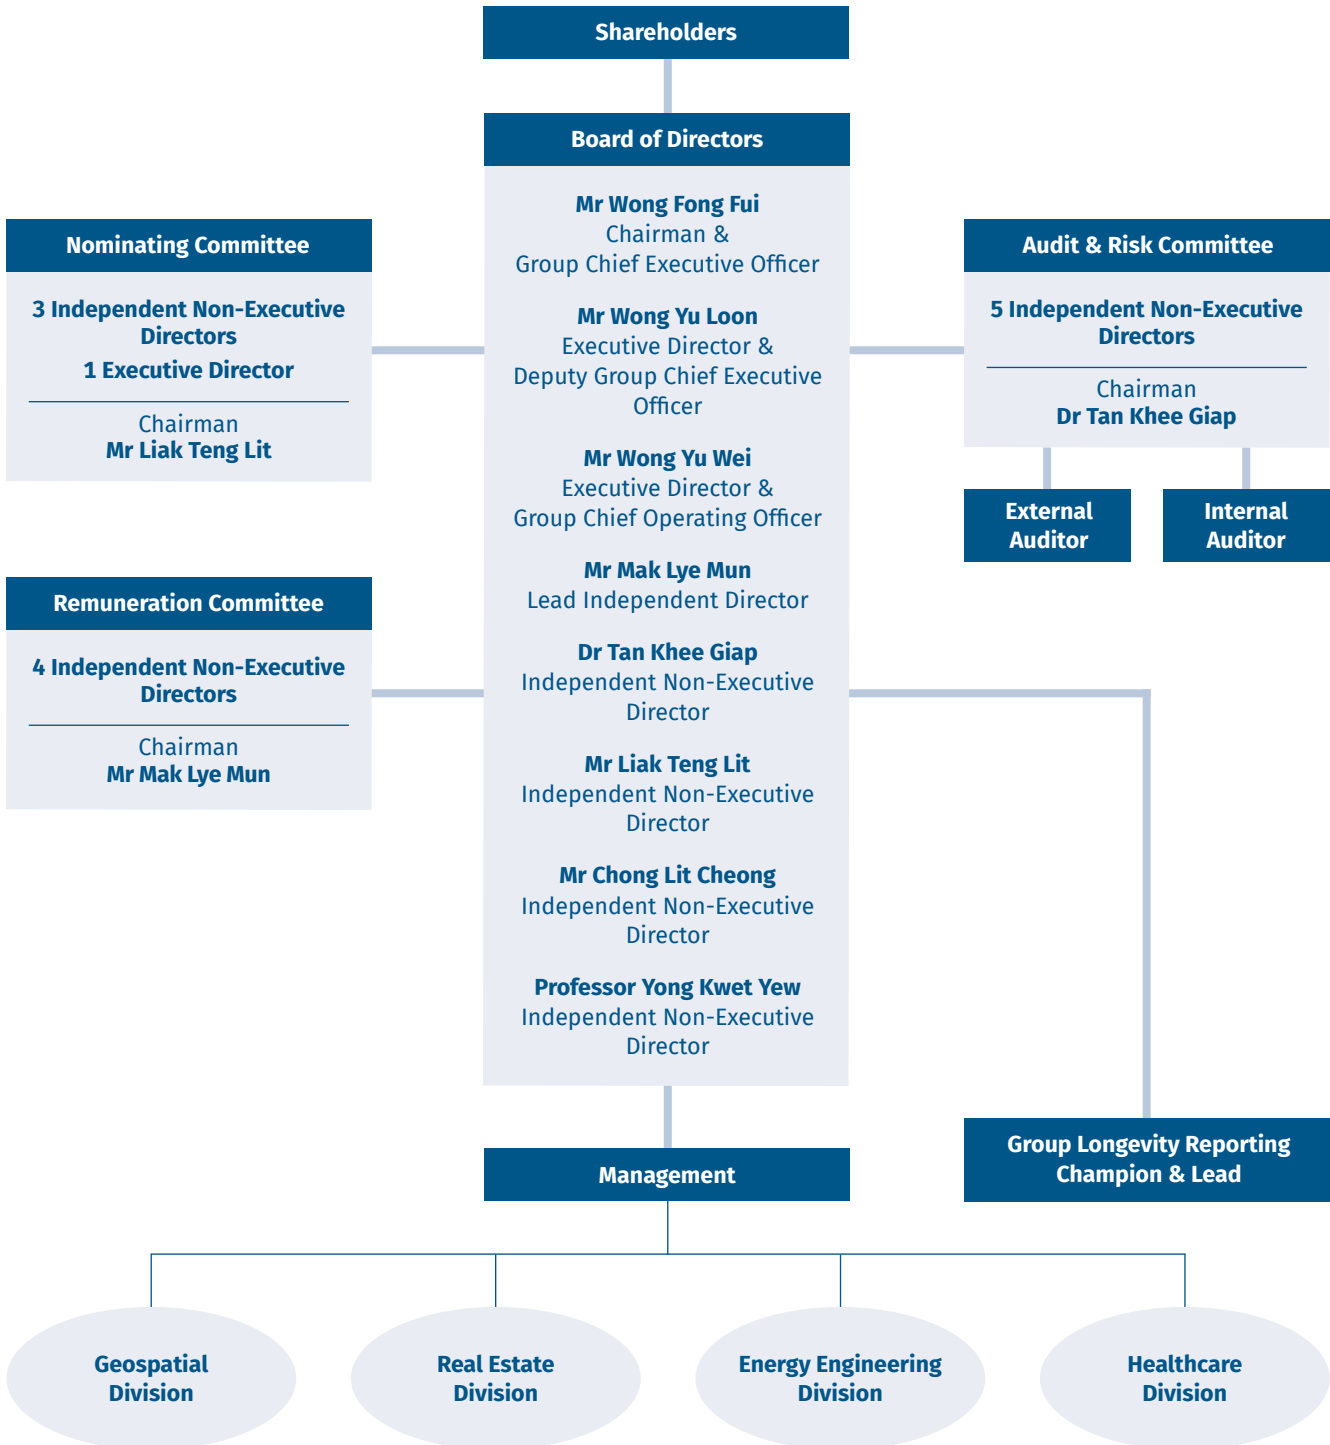 Shareholders
Board of Directors
Mr Wong Fong Fui
Chairman &
Group Chief Executive Officer
Mr Wong Yu Loon
Executive Director &
Deputy Group Chief Executive
Officer
Mr Wong Yu Wei
Executive Director &
Group Chief Operating Officer
Mr Mak Lye Mun
Lead Independent Director
Dr Tan Khee Giap
Independent Non-Executive
Director
Mr Liak Teng Lit
Independent Non-Executive
Director
Mr Chong Lit Cheong
Independent Non-Executive
Director
Professor Yong Kwet Yew
Independent Non-Executive
Director
Nominating Committee
3 Independent Non-Executive
Directors
1 Executive Director
Chairman
Mr Liak Teng Lit
Remuneration Committee
4 Independent Non-Executive
Directors
Chairman
Mr Mak Lye Mun
Audit & Risk Committee
5 Independent Non-Executive
Directors
Chairman
Dr Tan Khee Giap
External
Auditor
Internal
Auditor
Group Longevity Reporting
Champion & Lead
Management
Geospatial
Division
Real Estate
Division
Energy Engineering
Division
Healthcare
Division